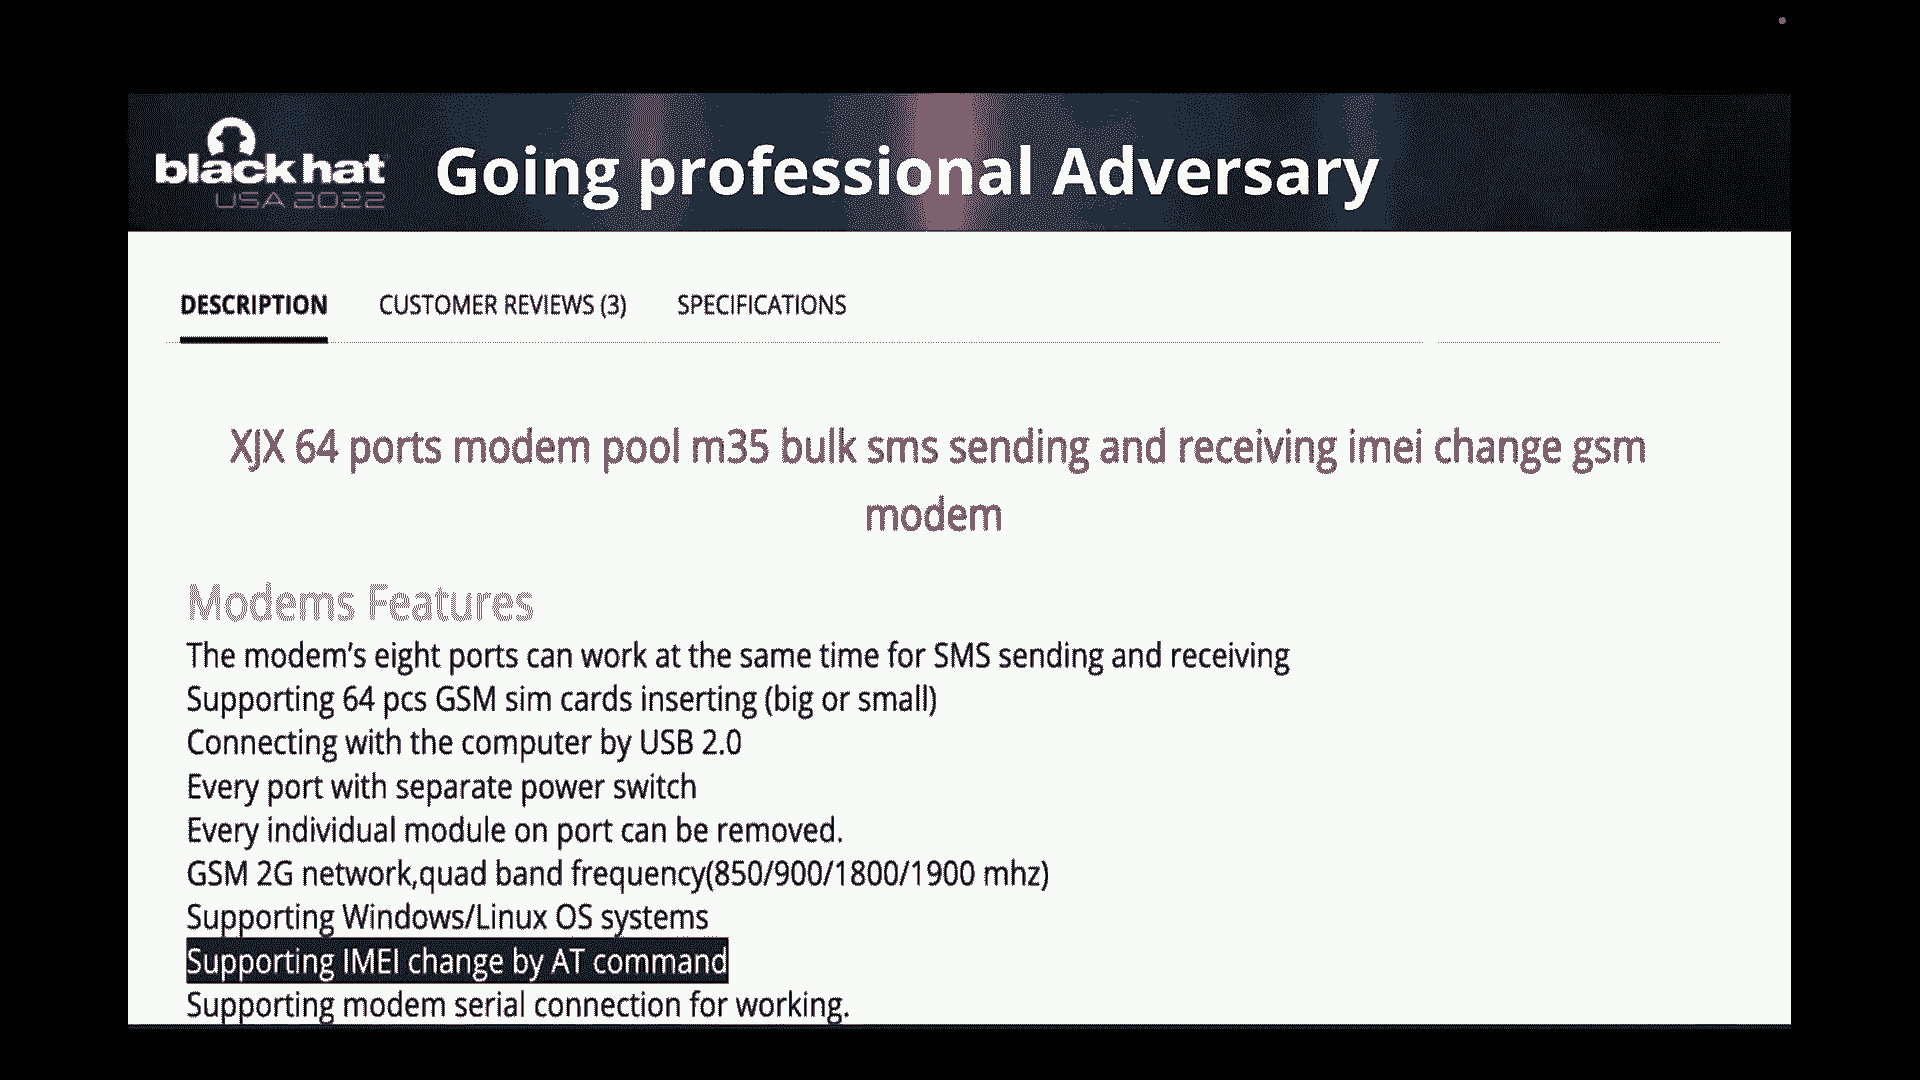 black hat
USA 2022
Going professional Adversary
DESCRIPTION CUSTOMER REVIEWS (3) SPECIFICATIONS
XJX 64 ports modem pool m35 bulk sms sending and receiving imei change gsm
modem
Modems Features
The modem's eight ports can work at the same time for SMS sending and receiving
Supporting 64 pcs GSM sim cards inserting (big or small)
Connecting with the computer by USB 2.0
Every port with separate power switch
Every individual module on port can be removed.
GSM 2G network,quad band frequency(850/900/1800/1900 mhz)
Supporting Windows/Linux OS systems
Supporting IMEI change by AT command
Supporting modem serial connection for working.